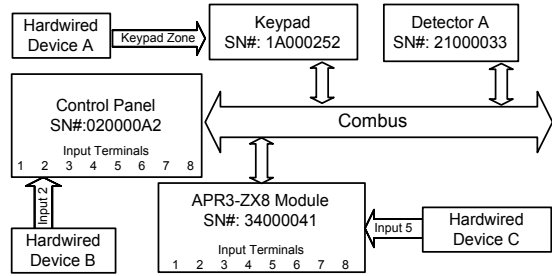 Hardwired
Device A
Keypad Zone
Keypad
SN#: 1A000252
Detector A
SN#: 21000033
Control Panel
SN#:020000A2
Input Terminals
1 2 3 4 5 6 7 8
Combus
Input 2
Hardwired
Device B
APR3-ZX8 Module
SN#: 34000041
Input Terminals
1 2 3 4 5 6 7 8
Input 5
Hardwired
Device C